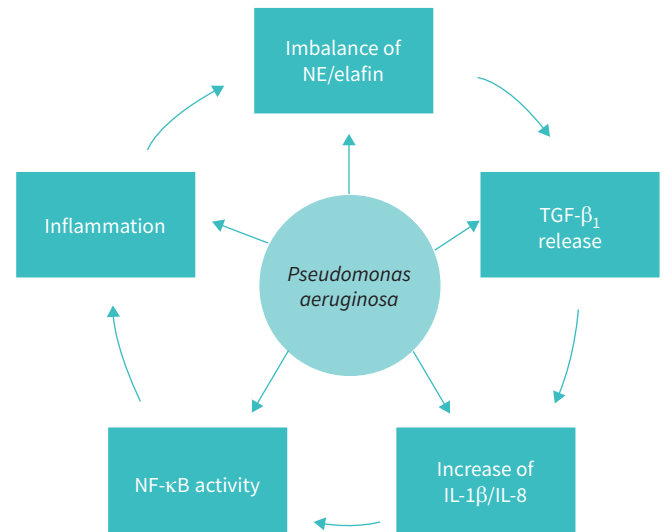 Imbalance of
NE/elafin
TGF-β₁
release
Increase of
IL-1β/IL-8
NF-κB activity
Inflammation
Pseudomonas
aeruginosa